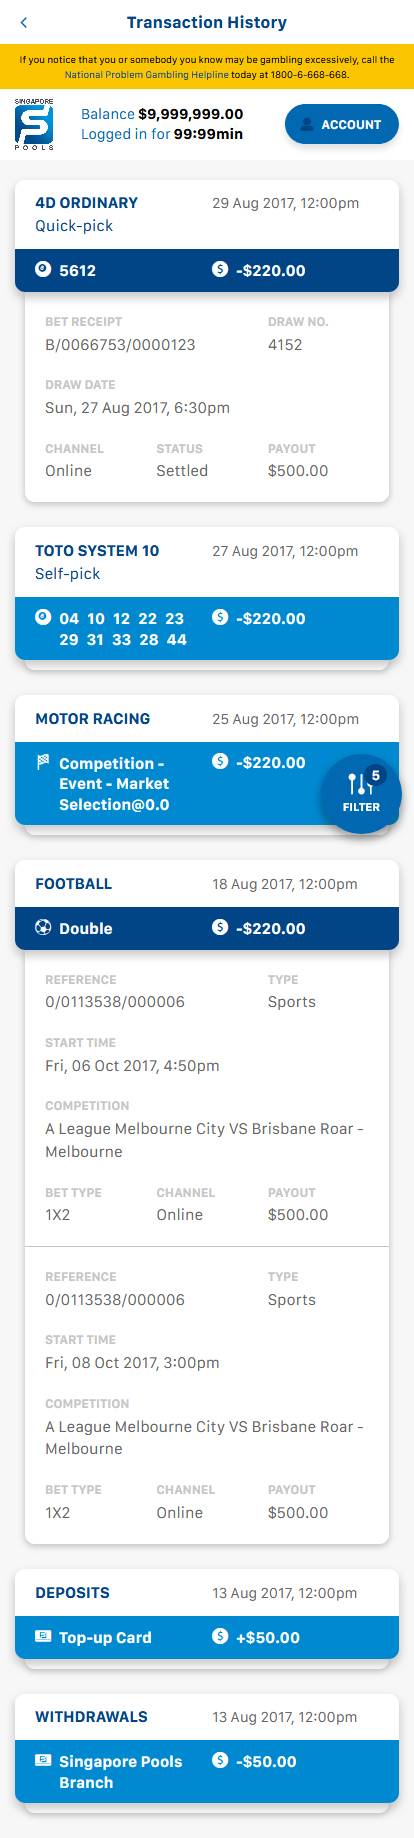 Transaction History
If you notice that you or somebody you know may be gambling excessively, call the
National Problem Gambling Helpline today at 1800-6-668-668.
SINGAPORE
POOLS
Balance $9,999,999.00
Logged in for 99:99min
ACCOUNT
4D ORDINARY 29 Aug 2017, 12:00pm
Quick-pick
5612 -$220.00
BET RECEIPT DRAW NO.
B/0066753/0000123 4152
DRAW DATE
Sun, 27 Aug 2017, 6:30pm
CHANNEL STATUS PAYOUT
Online Settled $500.00
TOTO SYSTEM 10 27 Aug 2017, 12:00pm
Self-pick
04 10 12 22 23 -$220.00
29 31 33 28 44
MOTOR RACING 25 Aug 2017, 12:00pm
Competition - -$220.00
Event - Market
Selection@0.0
5
FILTER
FOOTBALL 18 Aug 2017, 12:00pm
Double -$220.00
REFERENCE TYPE
0/0113538/000006 Sports
START TIME
Fri, 06 Oct 2017, 4:50pm
COMPETITION
A League Melbourne City VS Brisbane Roar -
Melbourne
BET TYPE CHANNEL PAYOUT
1X2 Online $500.00
REFERENCE TYPE
0/0113538/000006 Sports
START TIME
Fri, 08 Oct 2017, 3:00pm
COMPETITION
A League Melbourne City VS Brisbane Roar -
Melbourne
BET TYPE CHANNEL PAYOUT
1X2 Online $500.00
DEPOSITS 13 Aug 2017, 12:00pm
Top-up Card +$50.00
WITHDRAWALS 13 Aug 2017, 12:00pm
Singapore Pools -$50.00
Branch